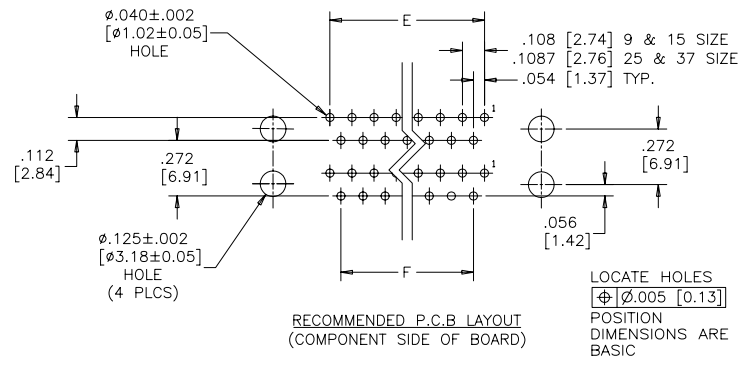 ø.040±.002
[ø1.02±0.05]
HOLE
E
.108 [2.74] 9 & 15 SIZE
.1087 [2.76] 25 & 37 SIZE
.054 [1.37] TYP.
1
.112
[2.84]
.272
[6.91]
.272
[6.91]
1
.056
[1.42]
ø.125±.002
[ø3.18±0.05]
HOLE
(4 PLCS)
F
RECOMMENDED P.C.B LAYOUT
(COMPONENT SIDE OF BOARD)
LOCATE HOLES
⌖ Ø.005 [0.13]
POSITION
DIMENSIONS ARE
BASIC